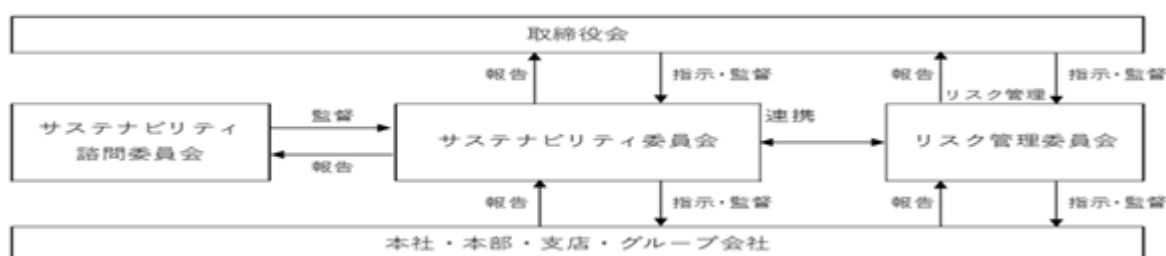 取締役会
報告
指示・監督
報告
指示・監督
リスク管理
サステナビリティ
諮問委員会
監督
報告
サステナビリティ委員会
連携
リスク管理委員会
報告
指示・監督
報告
指示・監督
本社・本部・支店・グループ会社